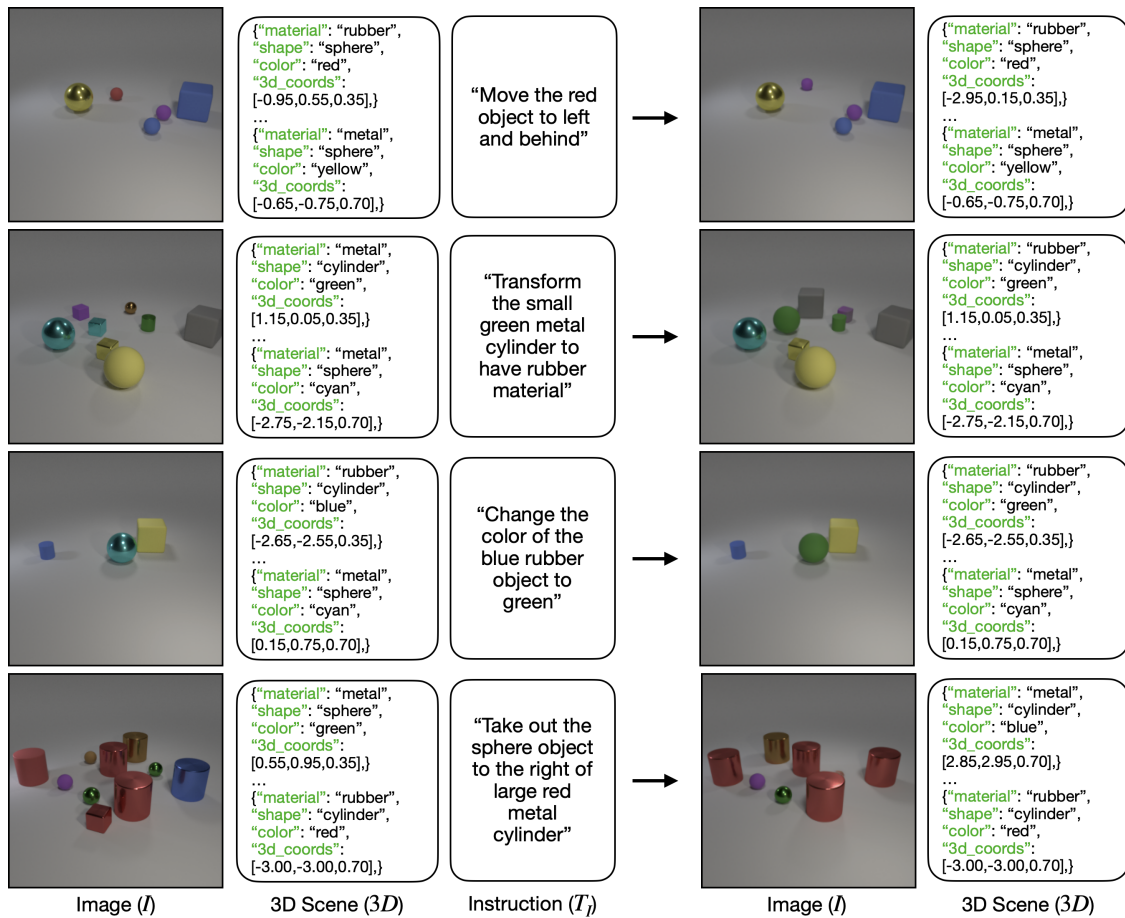 {“material”: “rubber”,
“shape”: “sphere”,
“color”: “red”,
“3d_coords”:
[-0.95,0.55,0.35],}
...
{“material”: “metal”,
“shape”: “sphere”,
“color”: “yellow”,
“3d_coords”:
[-0.65,-0.75,0.70],}
“Move the red
object to left
and behind”
{“material”: “rubber”,
“shape”: “sphere”,
“color”: “red”,
“3d_coords”:
[-2.95,0.15,0.35],}
...
{“material”: “metal”,
“shape”: “sphere”,
“color”: “yellow”,
“3d_coords”:
[-0.65,-0.75,0.70],}
{“material”: “metal”,
“shape”: “cylinder”,
“color”: “green”,
“3d_coords”:
[1.15,0.05,0.35],}
...
{“material”: “metal”,
“shape”: “sphere”,
“color”: “cyan”,
“3d_coords”:
[-2.75,-2.15,0.70],}
“Transform
the small
green metal
cylinder to
have rubber
material”
{“material”: “rubber”,
“shape”: “cylinder”,
“color”: “green”,
“3d_coords”:
[1.15,0.05,0.35],}
...
{“material”: “metal”,
“shape”: “sphere”,
“color”: “cyan”,
“3d_coords”:
[-2.75,-2.15,0.70],}
{“material”: “rubber”,
“shape”: “cylinder”,
“color”: “blue”,
“3d_coords”:
[-2.65,-2.55,0.35],}
...
{“material”: “metal”,
“shape”: “sphere”,
“color”: “cyan”,
“3d_coords”:
[0.15,0.75,0.70],}
“Change the
color of the
blue rubber
object to
green”
{“material”: “rubber”,
“shape”: “cylinder”,
“color”: “green”,
“3d_coords”:
[-2.65,-2.55,0.35],}
...
{“material”: “metal”,
“shape”: “sphere”,
“color”: “cyan”,
“3d_coords”:
[0.15,0.75,0.70],}
{“material”: “metal”,
“shape”: “sphere”,
“color”: “green”,
“3d_coords”:
[0.55,0.95,0.35],}
...
{“material”: “rubber”,
“shape”: “cylinder”,
“color”: “red”,
“3d_coords”:
[-3.00,-3.00,0.70],}
“Take out the
sphere object
to the right of
large red
metal
cylinder”
{“material”: “metal”,
“shape”: “cylinder”,
“color”: “blue”,
“3d_coords”:
[2.85,2.95,0.70],}
...
{“material”: “rubber”,
“shape”: “cylinder”,
“color”: “red”,
“3d_coords”:
[-3.00,-3.00,0.70],}
Image (I)
3D Scene (3D)
Instruction (T_I)
Image (I)
3D Scene (3D)